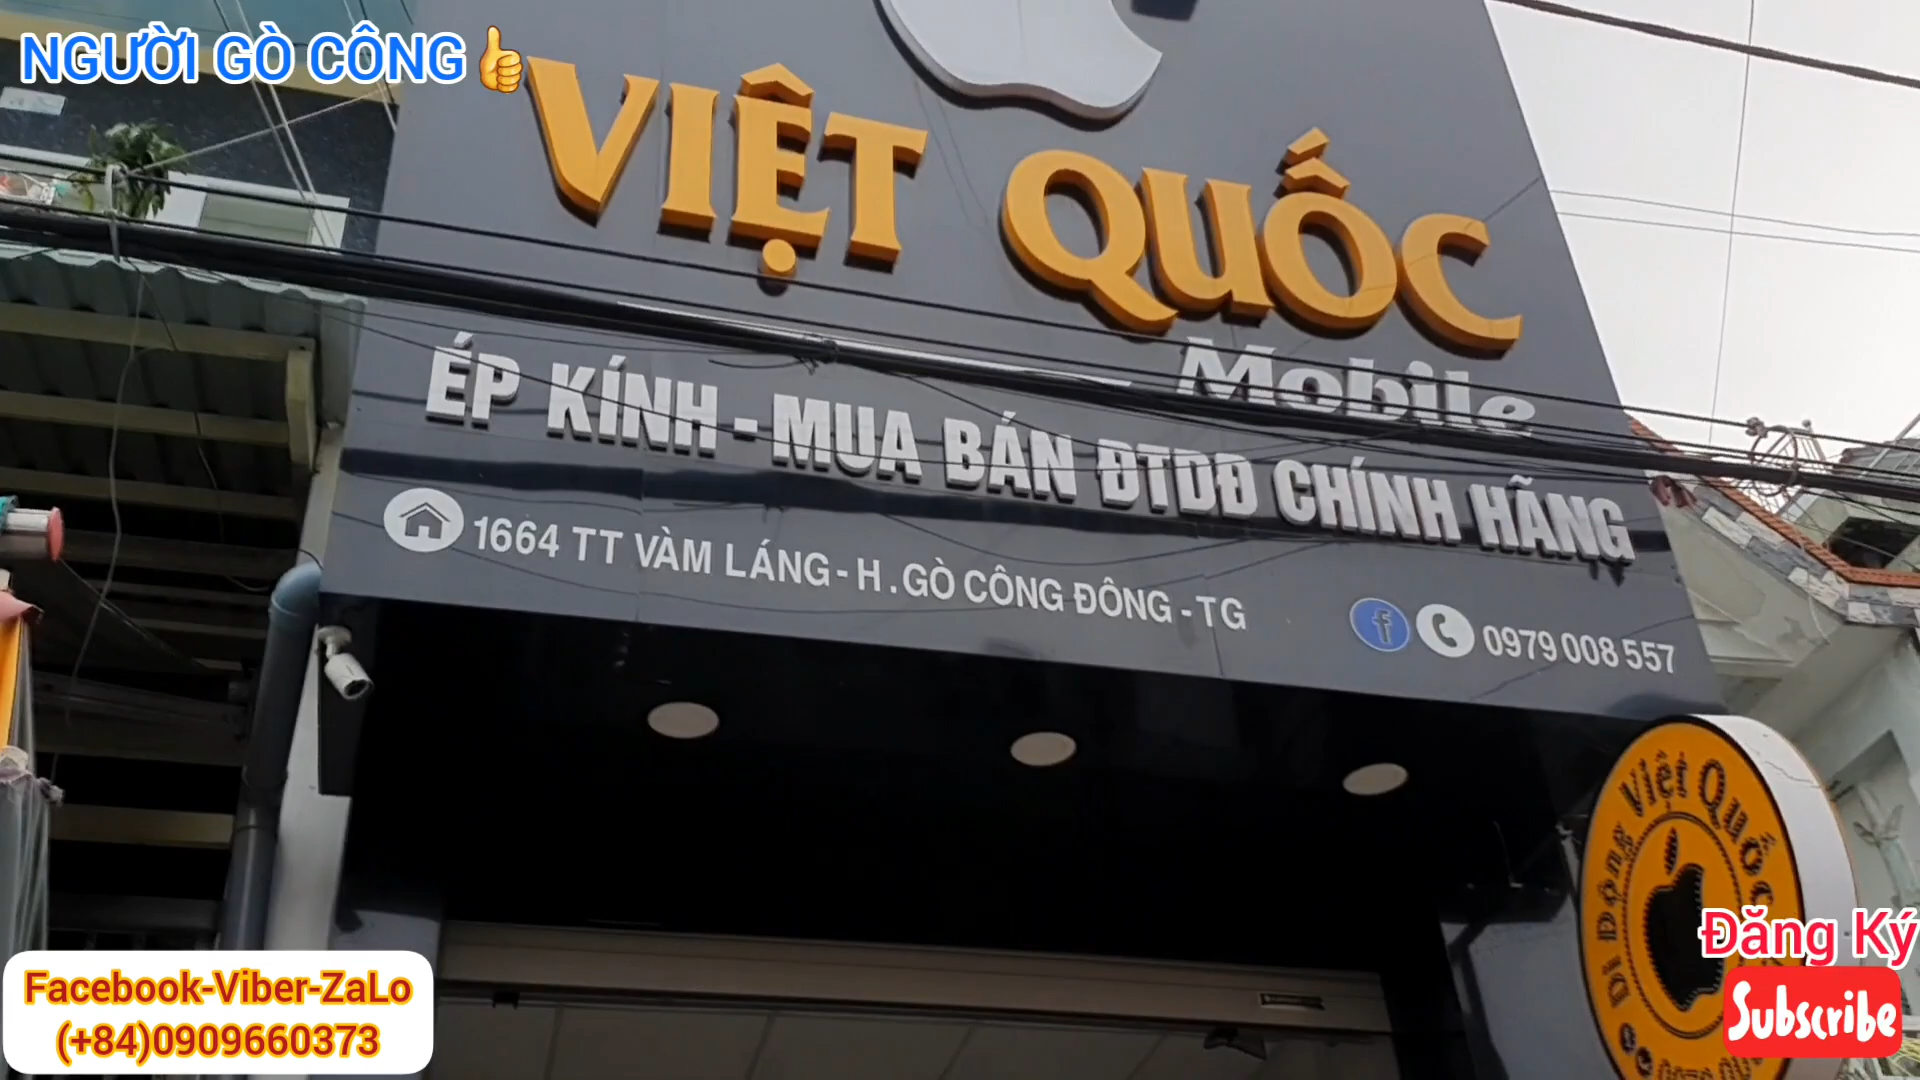 NGƯỜI GÒ CÔNG👍
VIỆT QUỐC
Mobile
ÉP KÍNH - MUA BÁN ĐTDĐ CHÍNH HÃNG
1664 TT VÀM LÁNG - H . GÒ CÔNG ĐÔNG - TG
f 0979 008 557
Di Động Việt Quốc
Đăng Ký
Subscribe
Facebook-Viber-ZaLo
(+84)0909660373